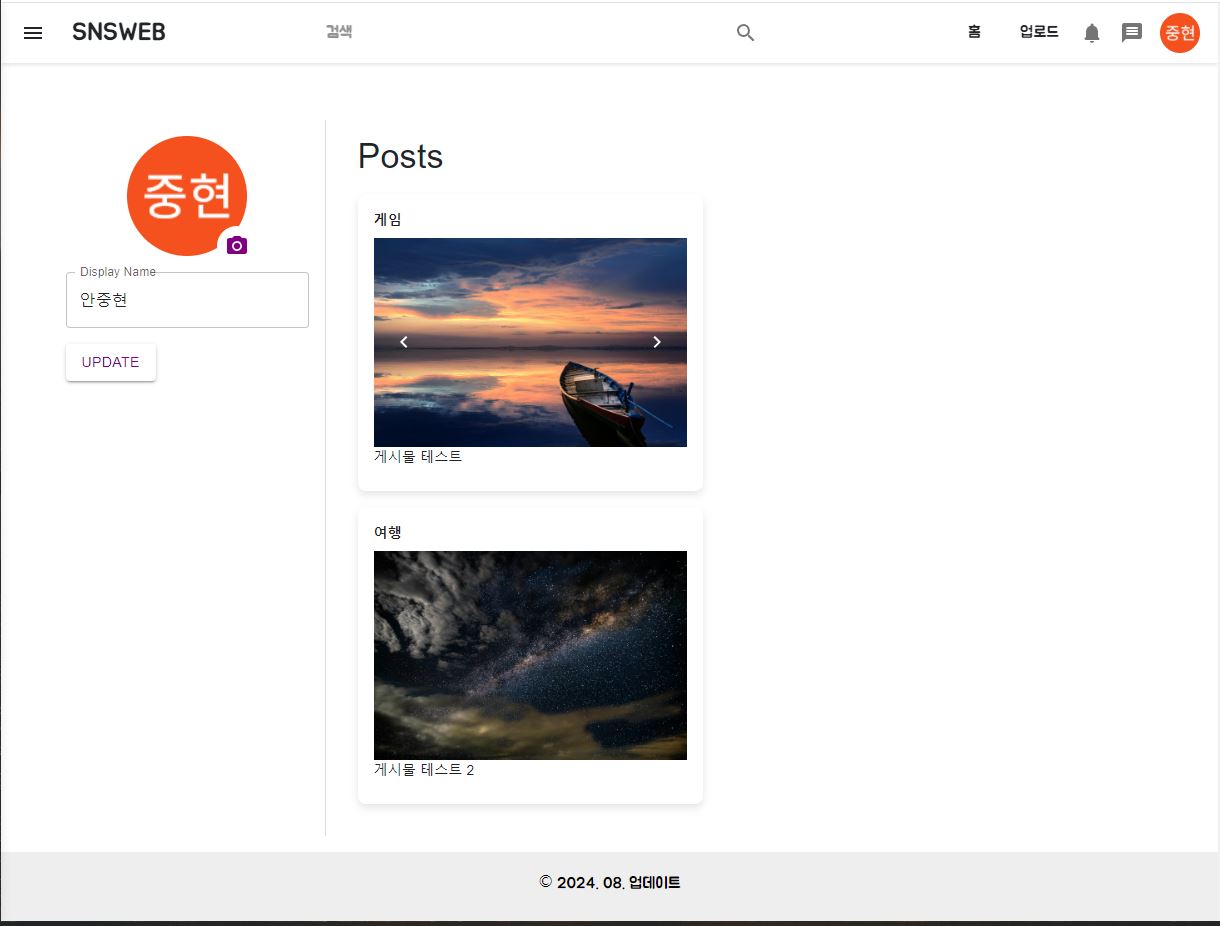 SNSWEB 검색 홈 업로드 중현
중현
Display Name
안중현
UPDATE
Posts
게임
게시물 테스트
여행
게시물 테스트 2
© 2024. 08. 업데이트